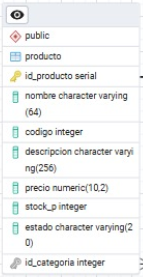 public
producto
id_producto serial
nombre character varying
(64)
codigo integer
descripcion character varyi
ng(256)
precio numeric(10,2)
stock_p integer
estado character varying(2
0)
id_categoria integer